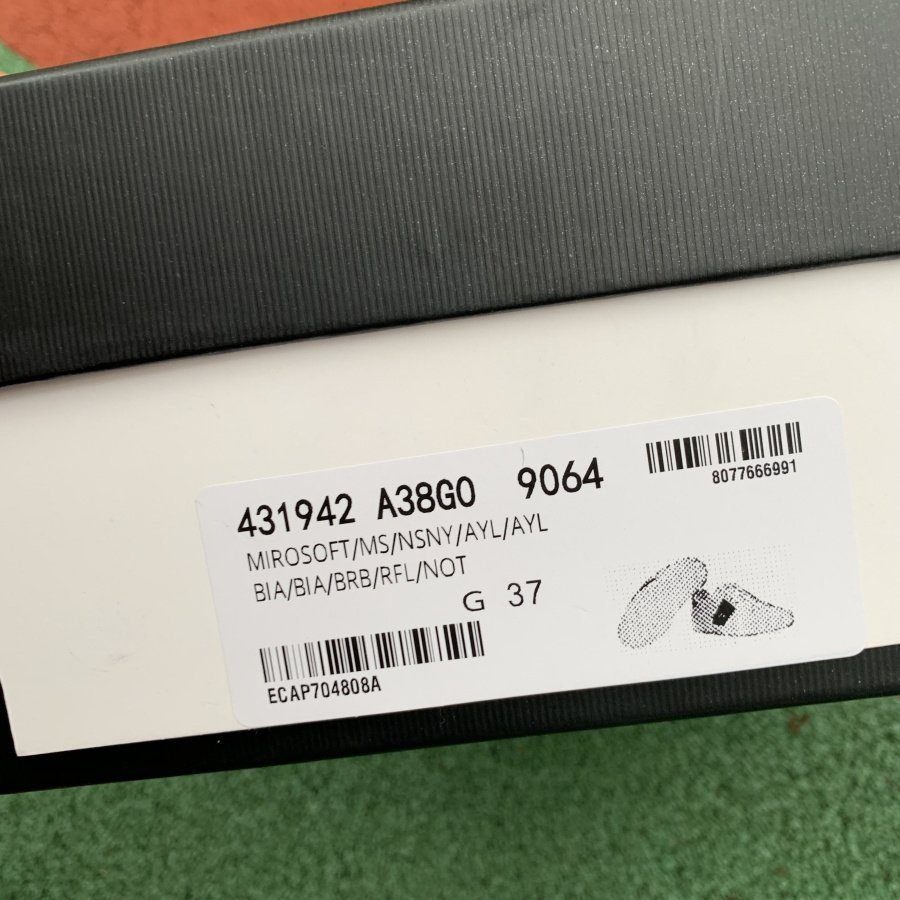 431942 A38G0 9064
8077666991
MIROSOFT/MS/NSNY/AYL/AYL
BIA/BIA/BRB/RFL/NOT
G 37
ECAP704808A